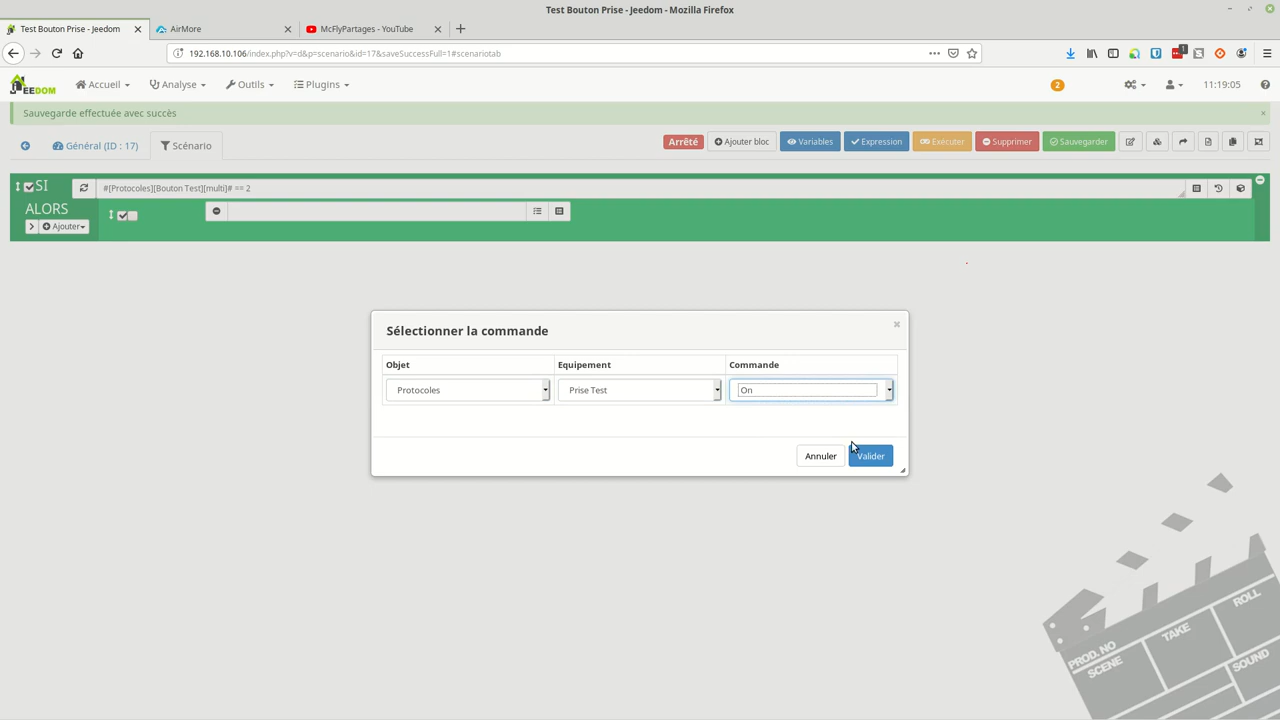 Test Bouton Prise - Jeedom - Mozilla Firefox
Test Bouton Prise - Jeedom
AirMore
McFlyPartages - YouTube
192.168.10.106/index.php?v=d&p=scenario&id=17&saveSuccessFull=1#scenariotab
1
JEEDOM
Accueil
Analyse
Outils
Plugins
2
11:19:05
Sauvegarde effectuée avec succès
Général (ID : 17)
Scénario
Arrêté
Ajouter bloc
Variables
Expression
Exécuter
Supprimer
Sauvegarder
SI
#[Protocoles][Bouton Test][multi]# == 2
ALORS
Ajouter
Sélectionner la commande
Objet
Equipement
Commande
Protocoles
Prise Test
On
Annuler
Valider
PROD. NO
SCENE
TAKE
ROLL
SOUND